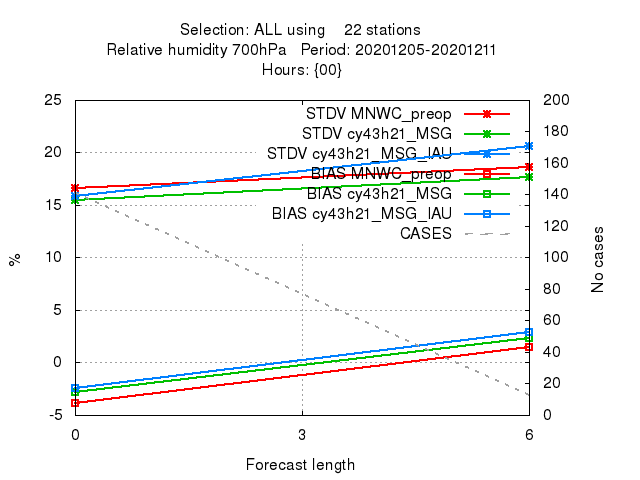 Selection: ALL using 22 stations
Relative humidity 700hPa Period: 20201205-20201211
Hours: {00}
25
20
15
10
5
0
-5
%
STDV MNWC_preop
STDV cy43h21_MSG
STDV cy43h21_MSG_IAU
BIAS MNWC_preop
BIAS cy43h21_MSG
BIAS cy43h21_MSG_IAU
CASES
200
180
160
140
120
100
80
60
40
20
0
No cases
0 3 6
Forecast length